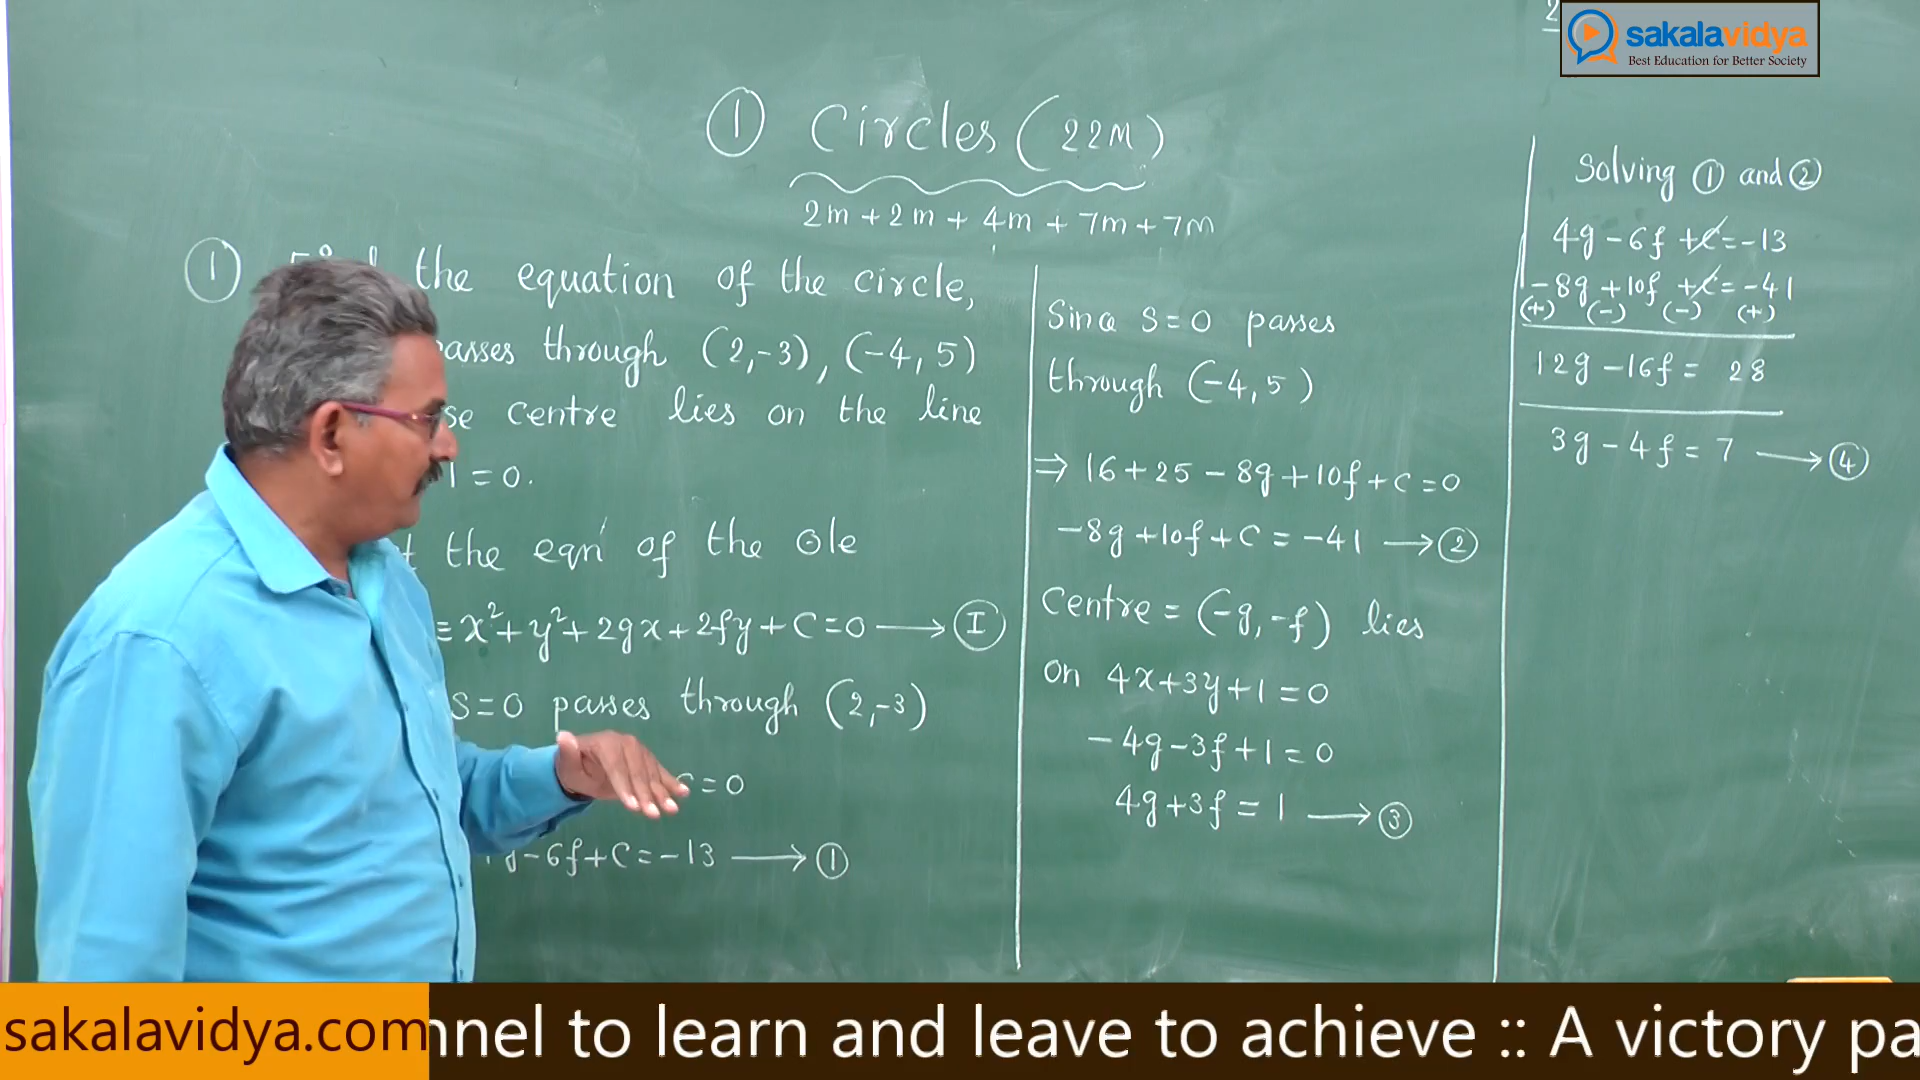 sakalavidya
Best Education for Better Society
① Circles (22M)
2m + 2m + 4m + 7m + 7m
① the equation of the circle,
passes through (2,-3), (-4, 5)
centre lies on the line
1 = 0.
the eqn of the ole
≡ x²+y²+2gx+2fy+c=0 → Ⓘ
S=0 passes through (2,-3)
c=0
g-6f+c=-13 → ①
Since S=0 passes
through (-4,5)
⇒ 16+25-8g+10f+c=0
-8g+10f+c=-41 → ②
Centre = (-g,-f) lies
on 4x+3y+1=0
-4g-3f+1=0
4g+3f=1 → ③
Solving ① and ②
4g-6f+c=-13
-8g+10f+c=-41
(+) (-) (-) (+)
12g-16f= 28
3g-4f=7 → ④
sakalavidya.com
nnel to learn and leave to achieve :: A victory pa